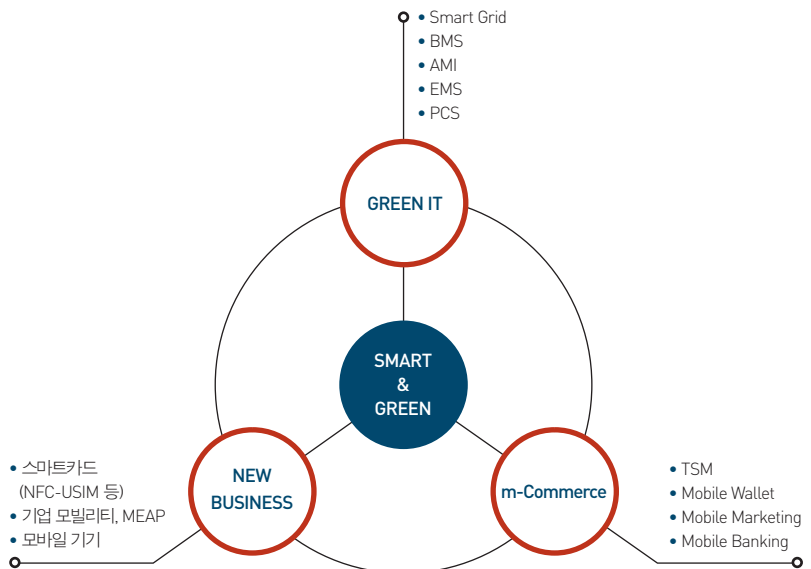 • Smart Grid
• BMS
• AMI
• EMS
• PCS
GREEN IT
SMART
&
GREEN
NEW
BUSINESS
m-Commerce
• 스마트카드
(NFC-USIM 등)
• 기업 모빌리티, MEAP
• 모바일 기기
• TSM
• Mobile Wallet
• Mobile Marketing
• Mobile Banking